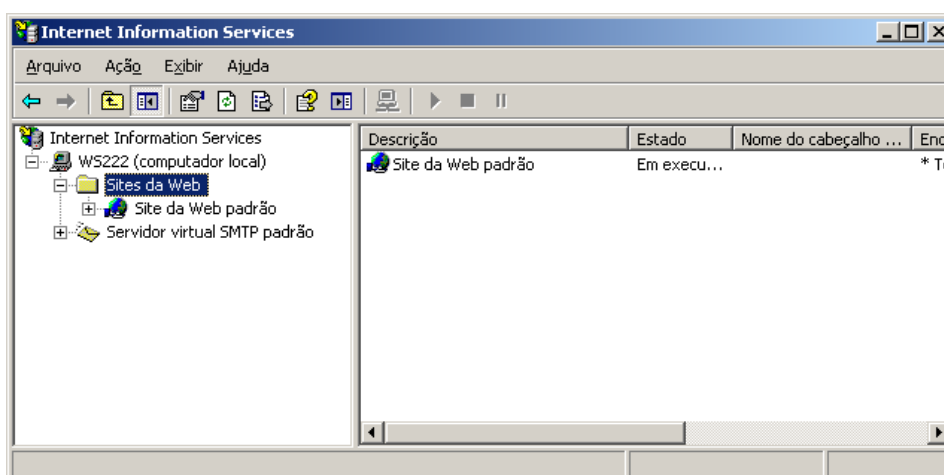 Internet Information Services
Arquivo Ação Exibir Ajuda
Internet Information Services
WS222 (computador local)
Sites da Web
Site da Web padrão
Servidor virtual SMTP padrão
Descrição Estado Nome do cabeçalho ...
Site da Web padrão Em execu...